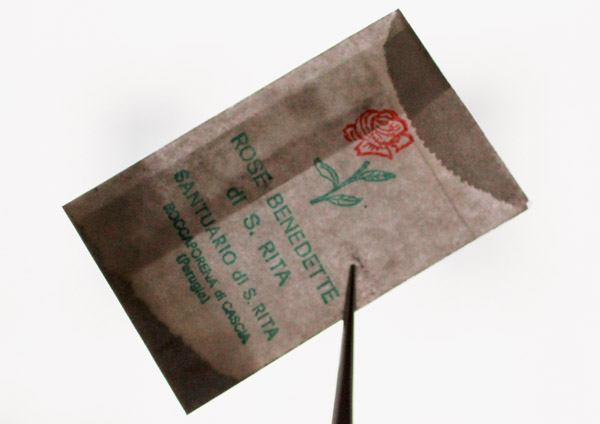 ROSE BENEDETTE
di S. RITA
SANTUARIO di S. RITA
ROCCAPORENA di CASCIA
(Perugia)